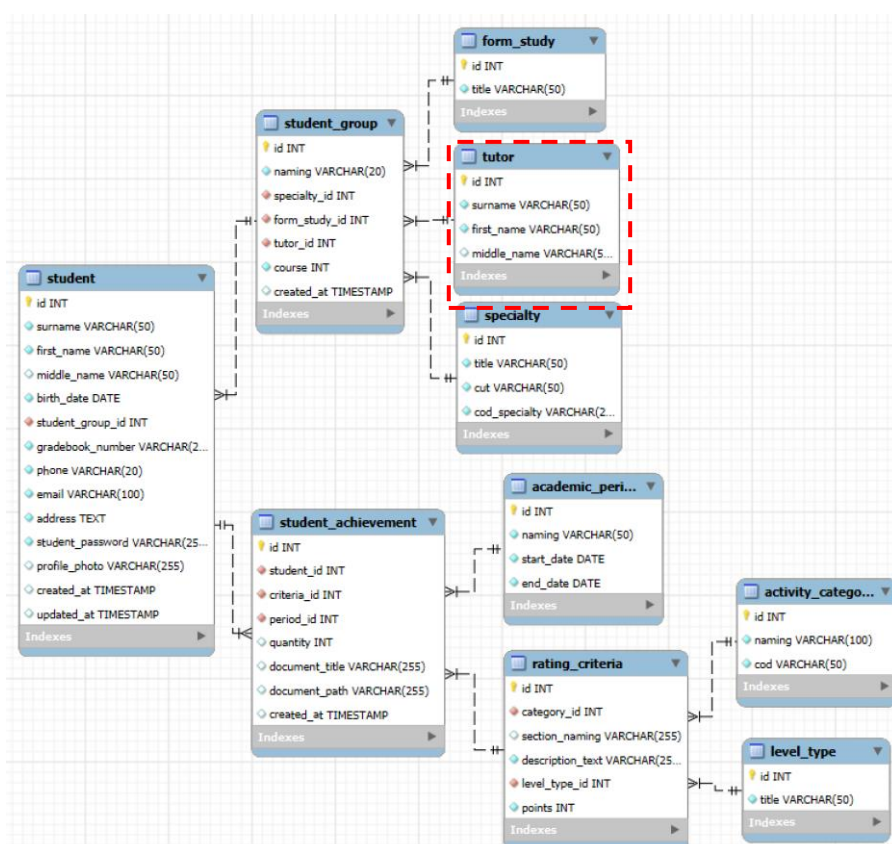 form_study
id INT
title VARCHAR(50)
Indexes
student_group
id INT
naming VARCHAR(20)
specialty_id INT
form_study_id INT
tutor_id INT
course INT
created_at TIMESTAMP
Indexes
tutor
id INT
surname VARCHAR(50)
first_name VARCHAR(50)
middle_name VARCHAR(5...
Indexes
specialty
id INT
title VARCHAR(50)
cut VARCHAR(50)
cod_specialty VARCHAR(2...
Indexes
student
id INT
surname VARCHAR(50)
first_name VARCHAR(50)
middle_name VARCHAR(50)
birth_date DATE
student_group_id INT
gradebook_number VARCHAR(2...
phone VARCHAR(20)
email VARCHAR(100)
address TEXT
student_password VARCHAR(25...
profile_photo VARCHAR(255)
created_at TIMESTAMP
updated_at TIMESTAMP
Indexes
student_achievement
id INT
student_id INT
criteria_id INT
period_id INT
quantity INT
document_title VARCHAR(255)
document_path VARCHAR(255)
created_at TIMESTAMP
Indexes
academic_peri...
id INT
naming VARCHAR(50)
start_date DATE
end_date DATE
Indexes
rating_criteria
id INT
category_id INT
section_naming VARCHAR(255)
description_text VARCHAR(25...
level_type_id INT
points INT
Indexes
activity_catego...
id INT
naming VARCHAR(100)
cod VARCHAR(50)
Indexes
level_type
id INT
title VARCHAR(50)
Indexes